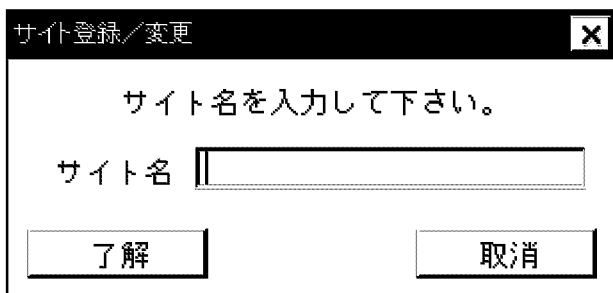 サイト登録／変更
サイト名を入力して下さい。
サイト名
了解 取消